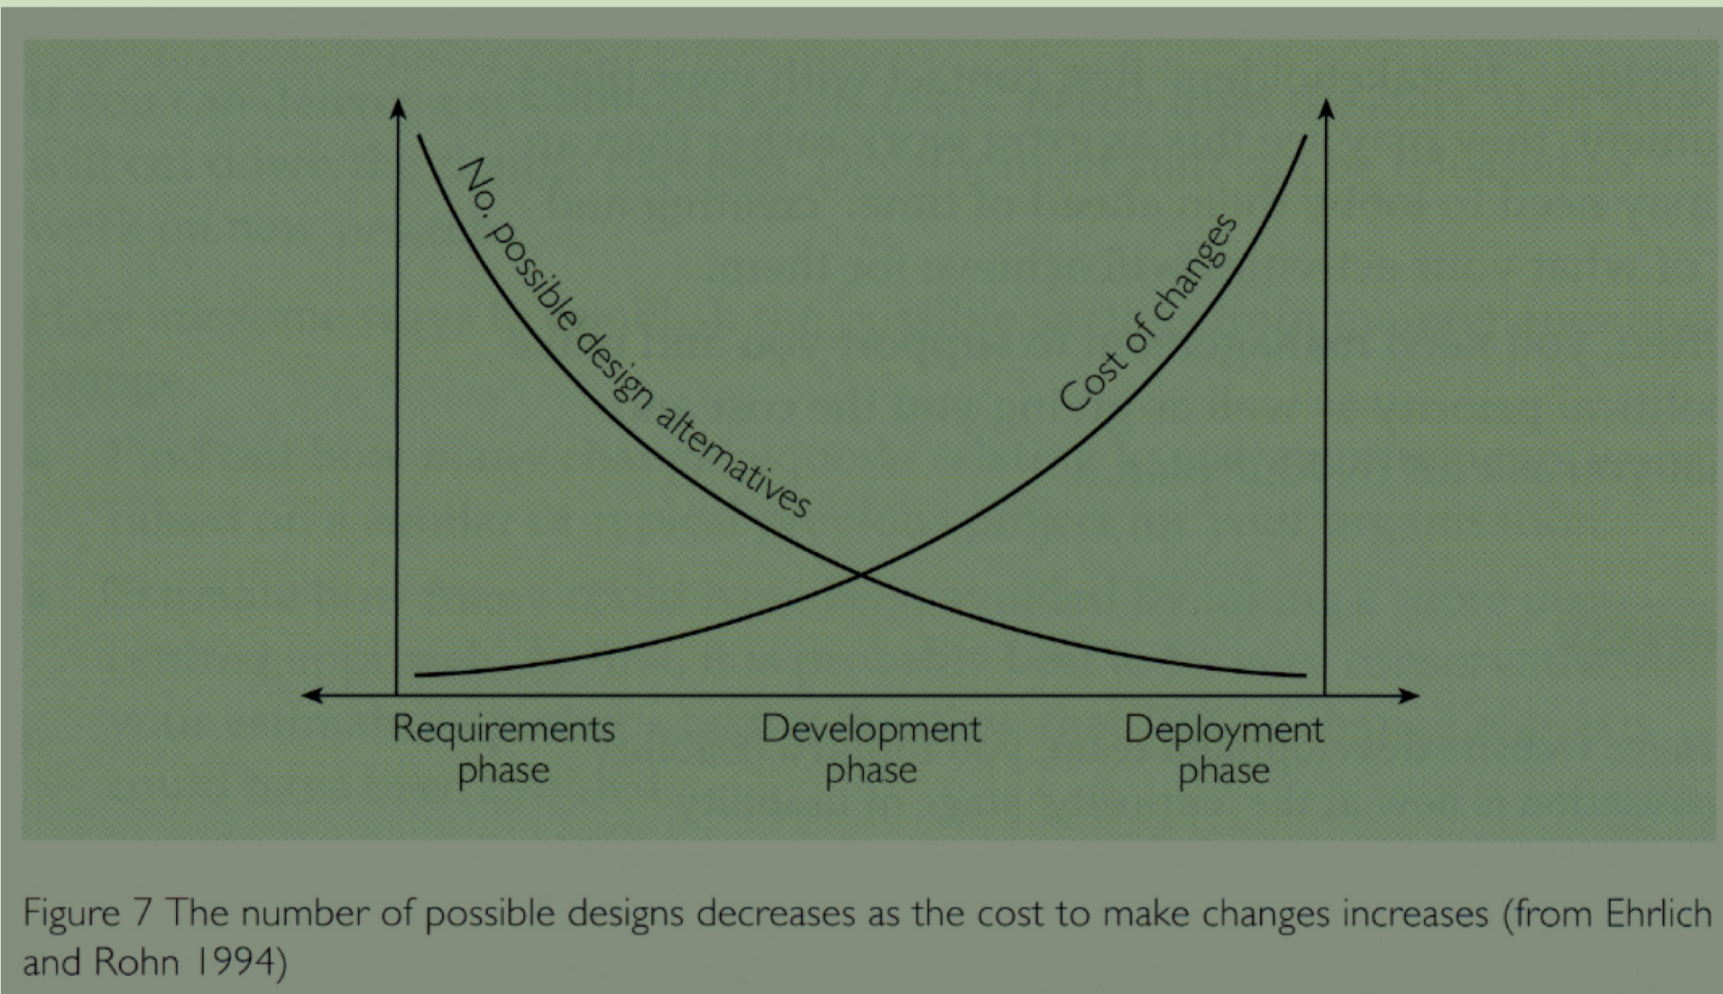 No. possible design alternatives
Cost of changes
Requirements
phase
Development
phase
Deployment
phase
Figure 7 The number of possible designs decreases as the cost to make changes increases (from Ehrlich
and Rohn 1994)